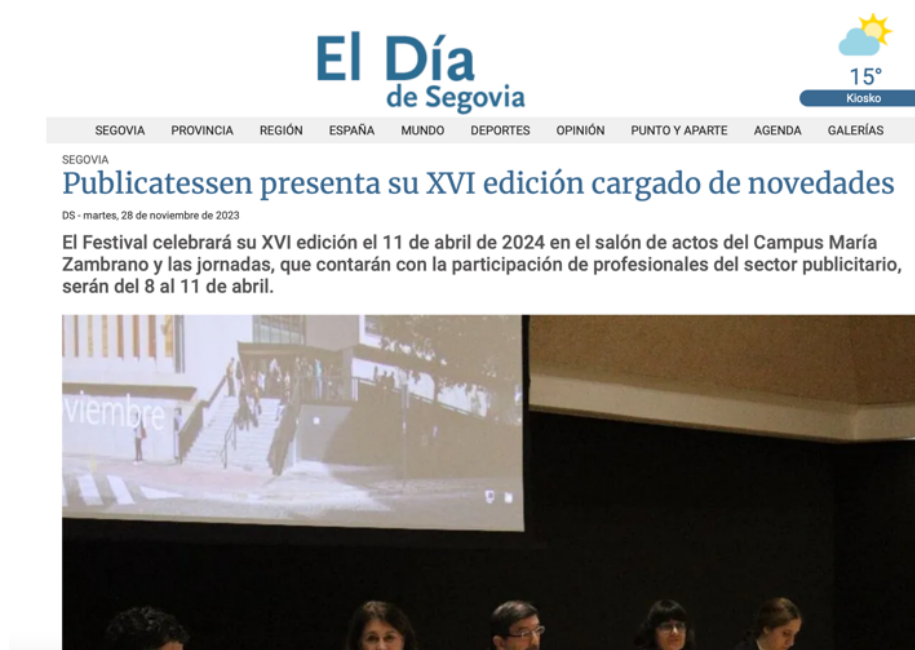 El Día
de Segovia
15°
Kiosko
SEGOVIA PROVINCIA REGIÓN ESPAÑA MUNDO DEPORTES OPINIÓN PUNTO Y APARTE AGENDA GALERÍAS
SEGOVIA
Publicatessen presenta su XVI edición cargado de novedades
DS - martes, 28 de noviembre de 2023
El Festival celebrará su XVI edición el 11 de abril de 2024 en el salón de actos del Campus María
Zambrano y las jornadas, que contarán con la participación de profesionales del sector publicitario,
serán del 8 al 11 de abril.
viembre